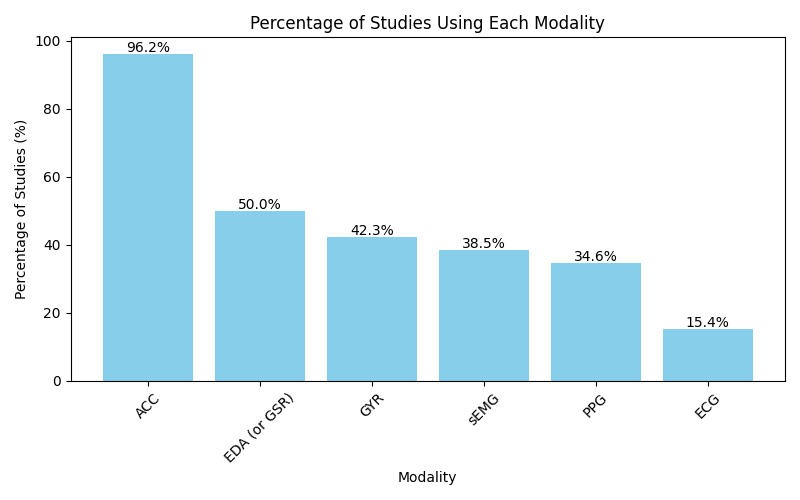 Percentage of Studies Using Each Modality
Percentage of Studies (%)
100
80
60
40
20
0
96.2%
50.0%
42.3%
38.5%
34.6%
15.4%
ACC
EDA (or GSR)
GYR
sEMG
PPG
ECG
Modality